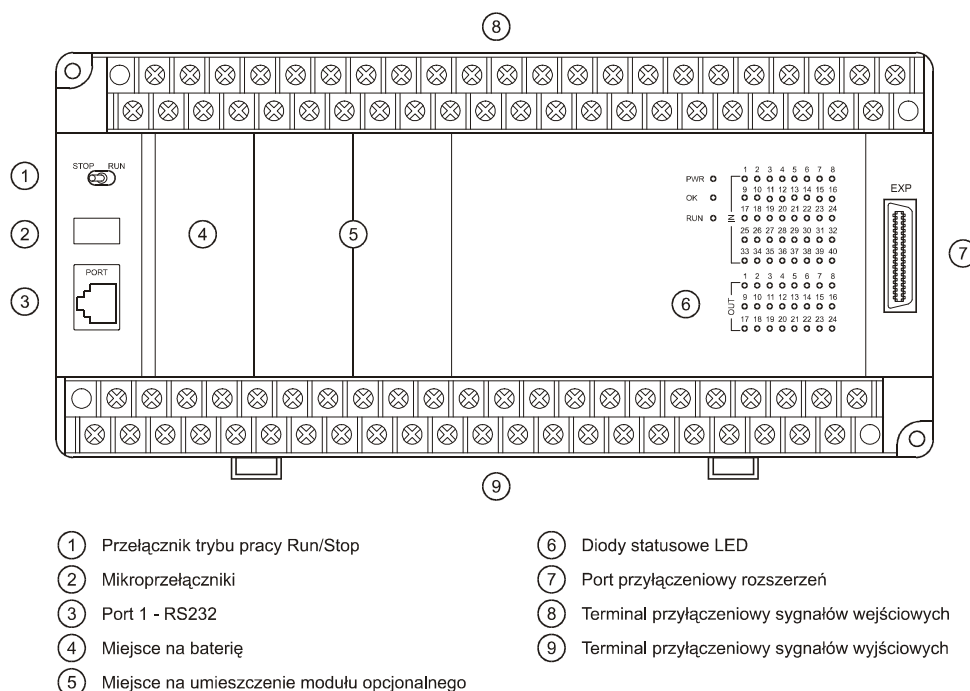 8
STOP RUN
1
2
PORT
3
4
5
PWR
OK
RUN
IN
1 2 3 4 5 6 7 8
9 10 11 12 13 14 15 16
17 18 19 20 21 22 23 24
25 26 27 28 29 30 31 32
33 34 35 36 37 38 39 40
6
OUT
1 2 3 4 5 6 7 8
9 10 11 12 13 14 15 16
17 18 19 20 21 22 23 24
EXP
7
9
1 Przełącznik trybu pracy Run/Stop
2 Mikroprzełączniki
3 Port 1 - RS232
4 Miejsce na baterię
5 Miejsce na umieszczenie modułu opcjonalnego
6 Diody statusowe LED
7 Port przyłączeniowy rozszerzeń
8 Terminal przyłączeniowy sygnałów wejściowych
9 Terminal przyłączeniowy sygnałów wyjściowych